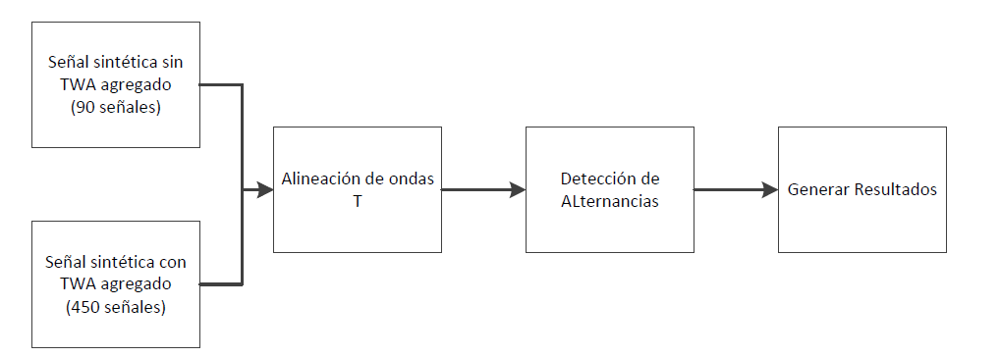 Señal sintética sin
TWA agregado
(90 señales)
Señal sintética con
TWA agregado
(450 señales)
Alineación de ondas
T
Detección de
ALternancias
Generar Resultados